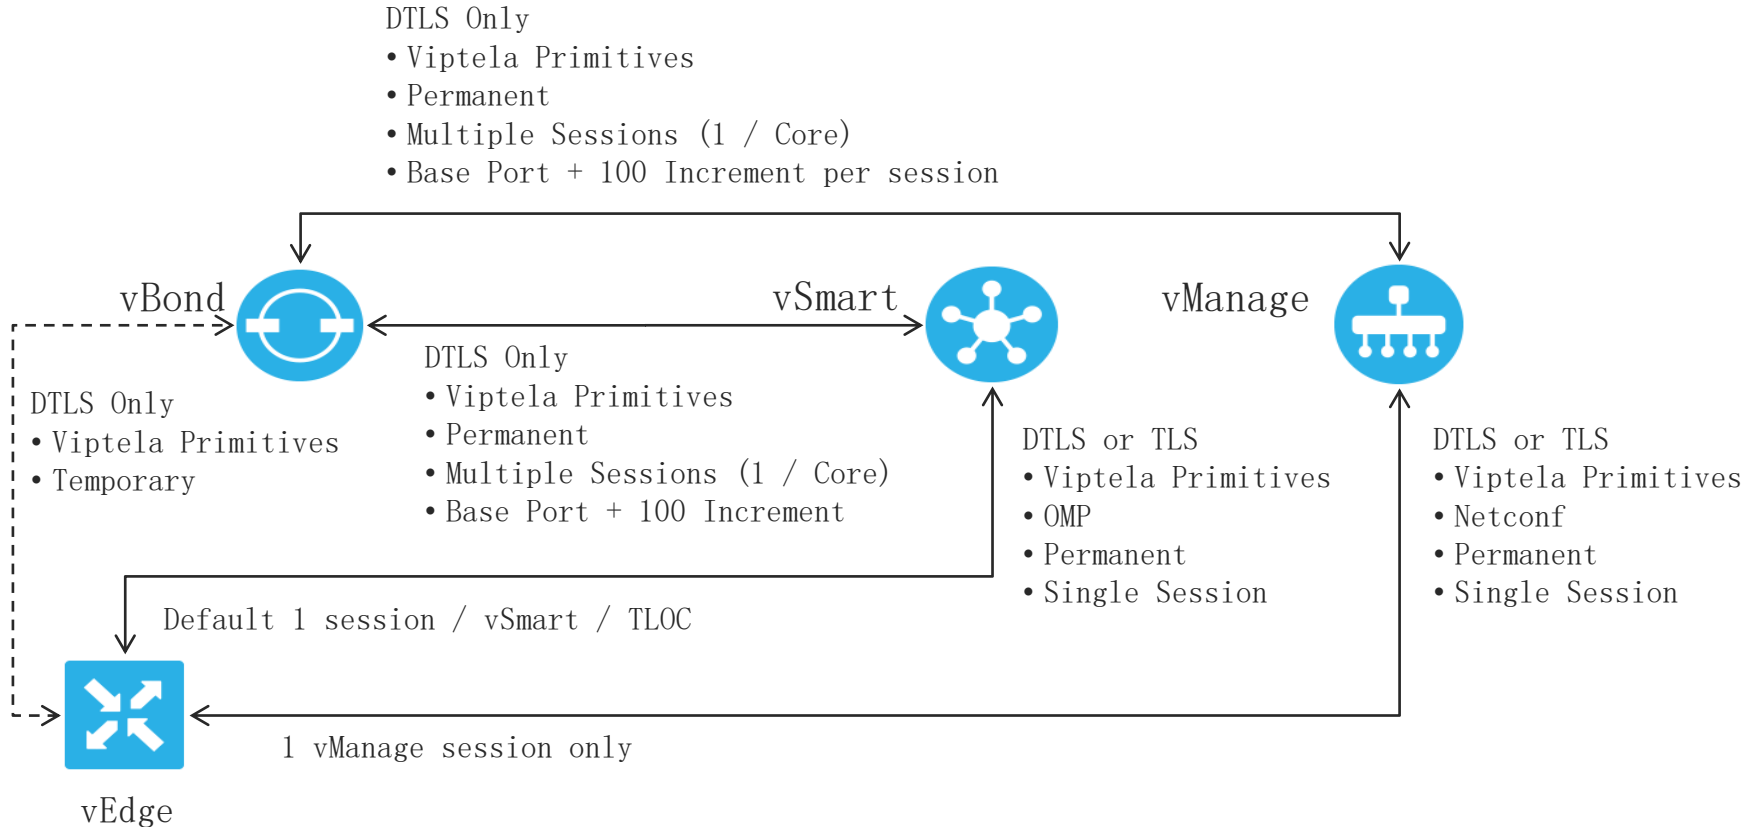 DTLS Only
• Viptela Primitives
• Permanent
• Multiple Sessions (1 / Core)
• Base Port + 100 Increment per session
vBond
vSmart
vManage
DTLS Only
• Viptela Primitives
• Temporary
DTLS Only
• Viptela Primitives
• Permanent
• Multiple Sessions (1 / Core)
• Base Port + 100 Increment
DTLS or TLS
• Viptela Primitives
• OMP
• Permanent
• Single Session
DTLS or TLS
• Viptela Primitives
• Netconf
• Permanent
• Single Session
Default 1 session / vSmart / TLOC
1 vManage session only
vEdge